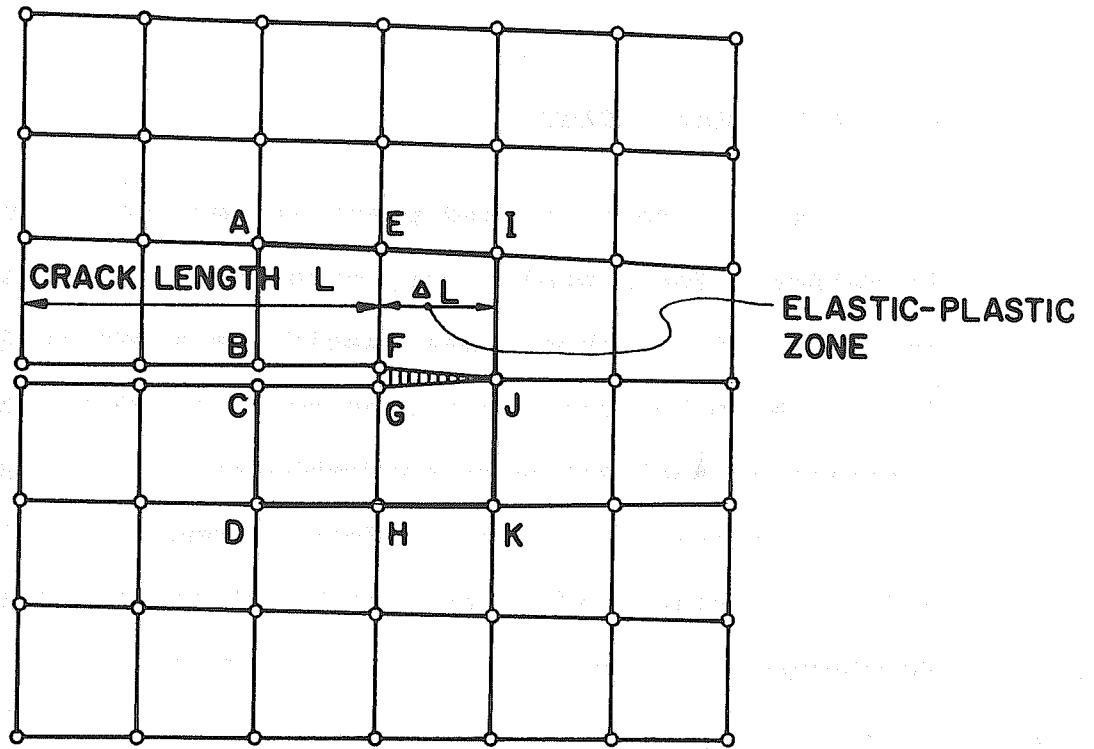 A E I
CRACK LENGTH L ΔL
ELASTIC-PLASTIC
ZONE
B F
C G J
D H K